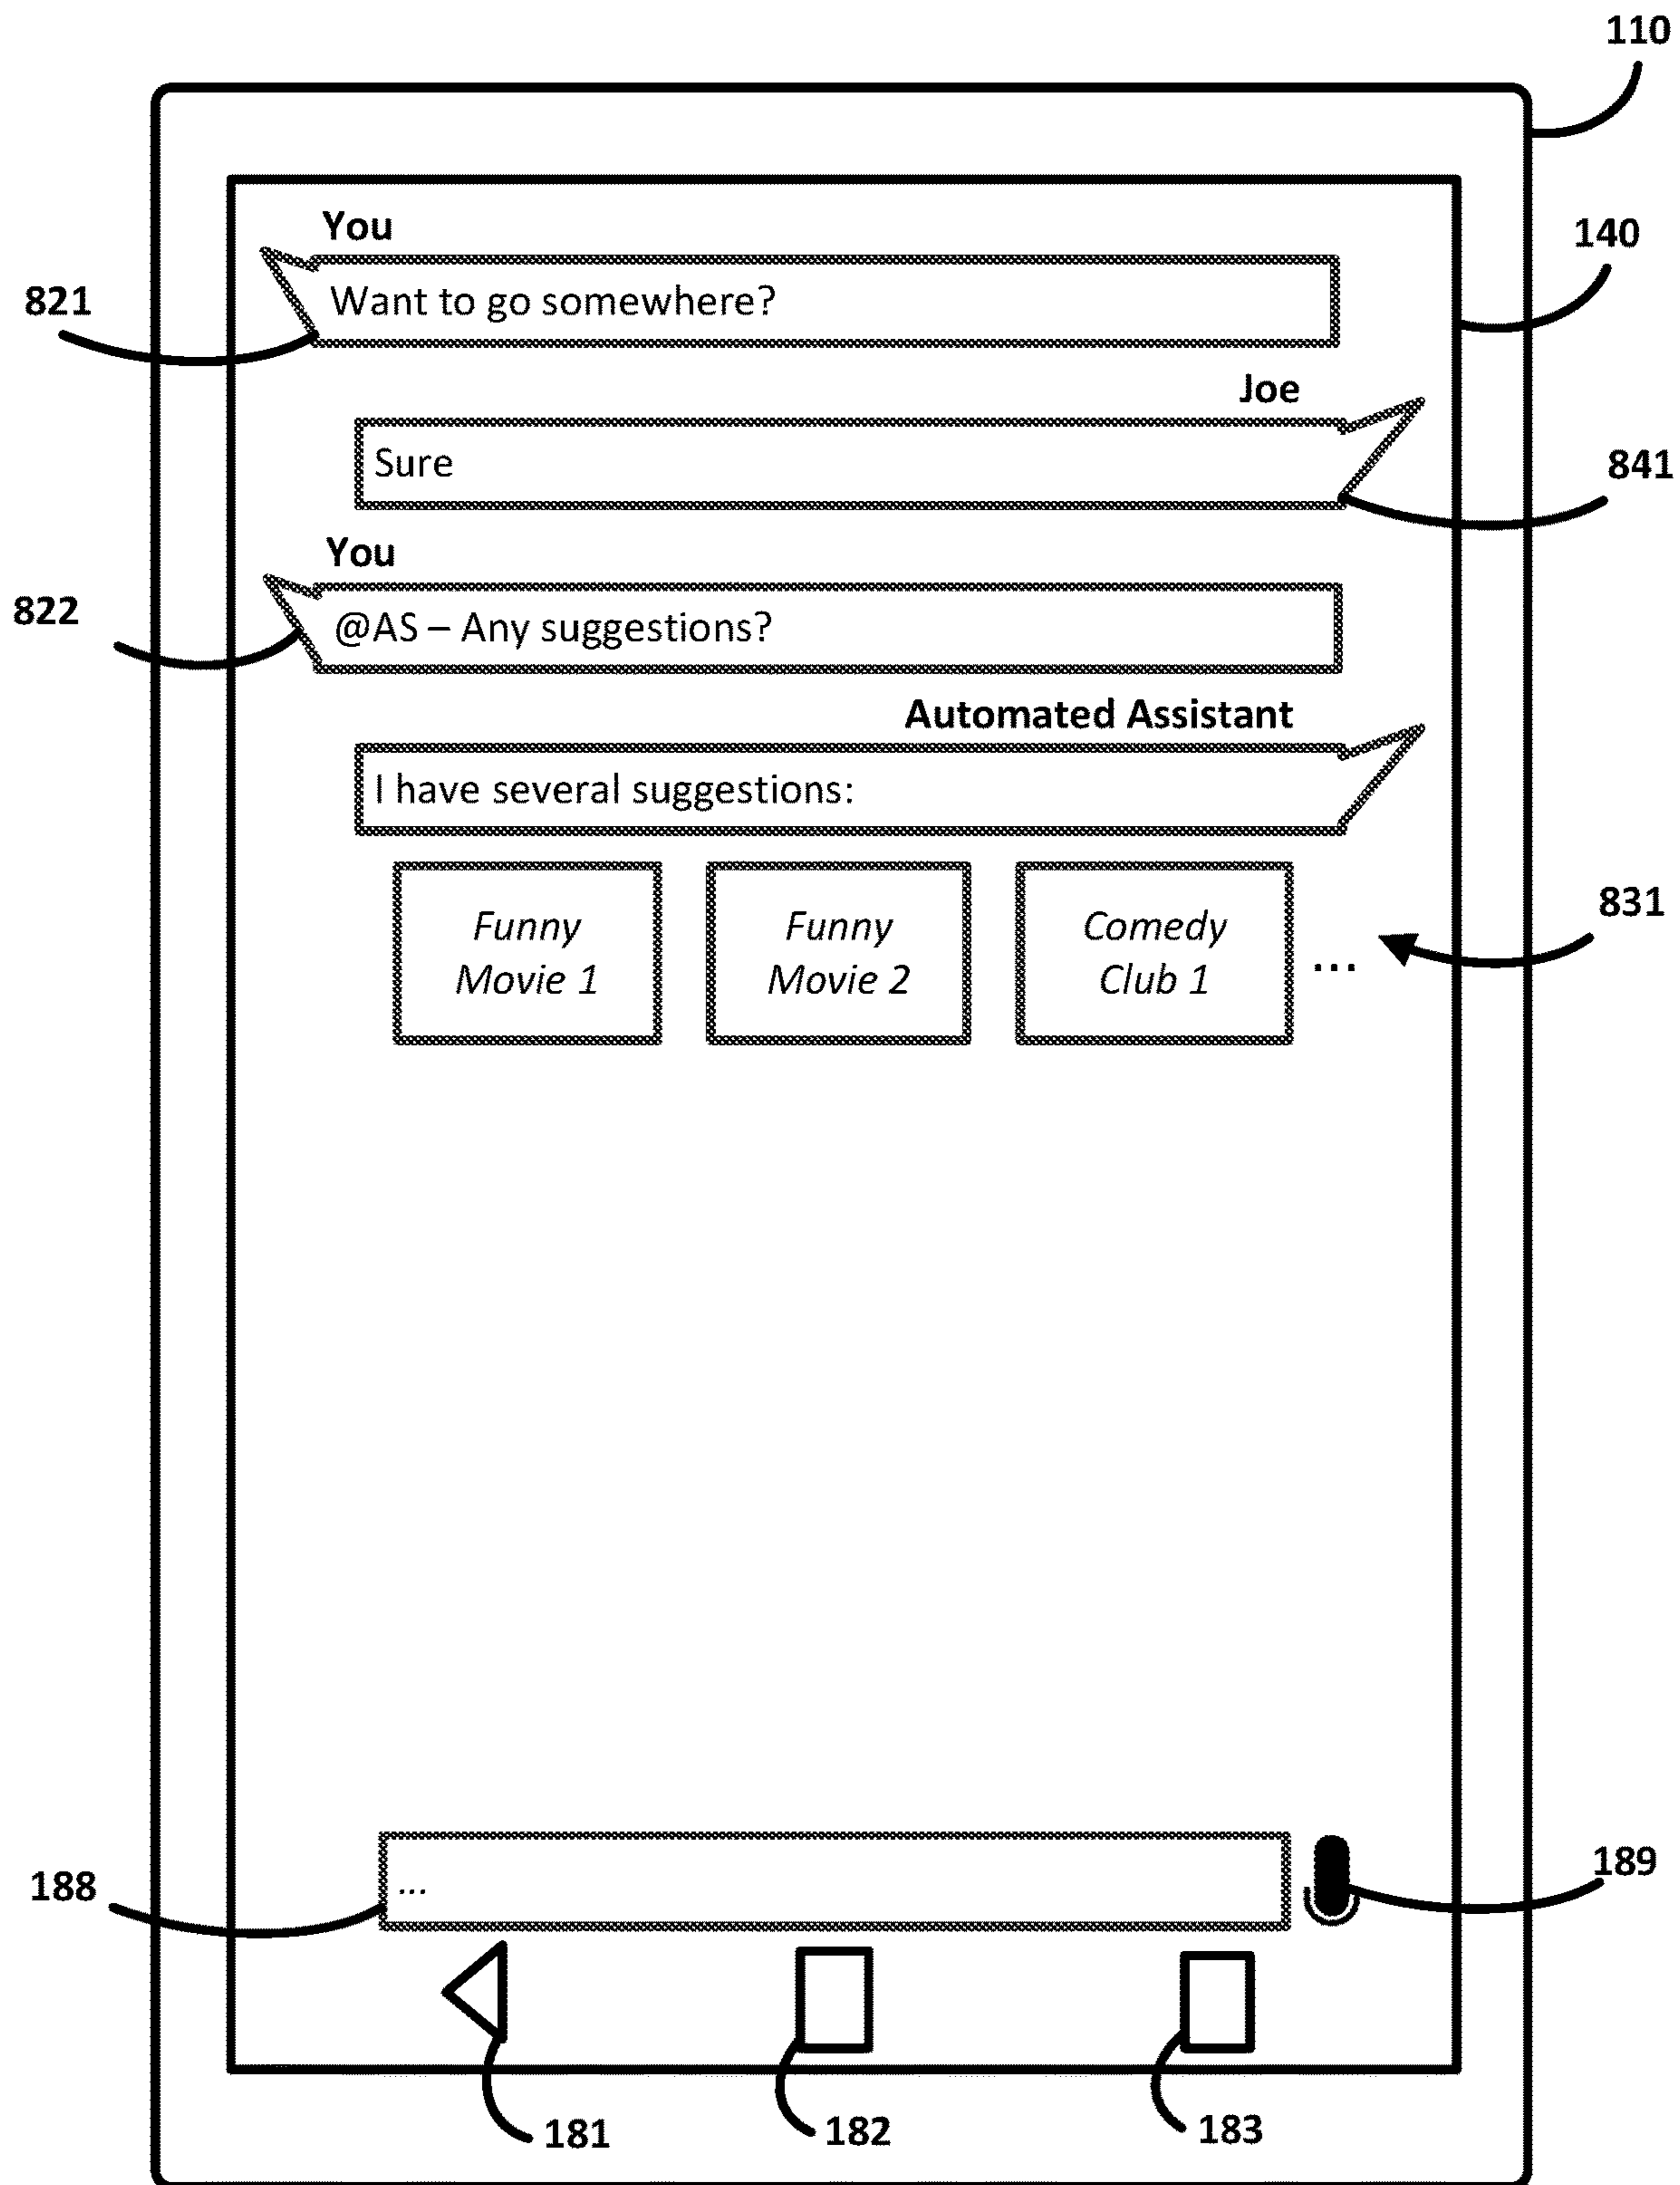 110
You
140
Want to go somewhere?
821
Joe
Sure
841
You
822
@AS – Any suggestions?
Automated Assistant
I have several suggestions:
Funny
Movie 1
Funny
Movie 2
Comedy
Club 1
...
831
188
...
189
181
182
183